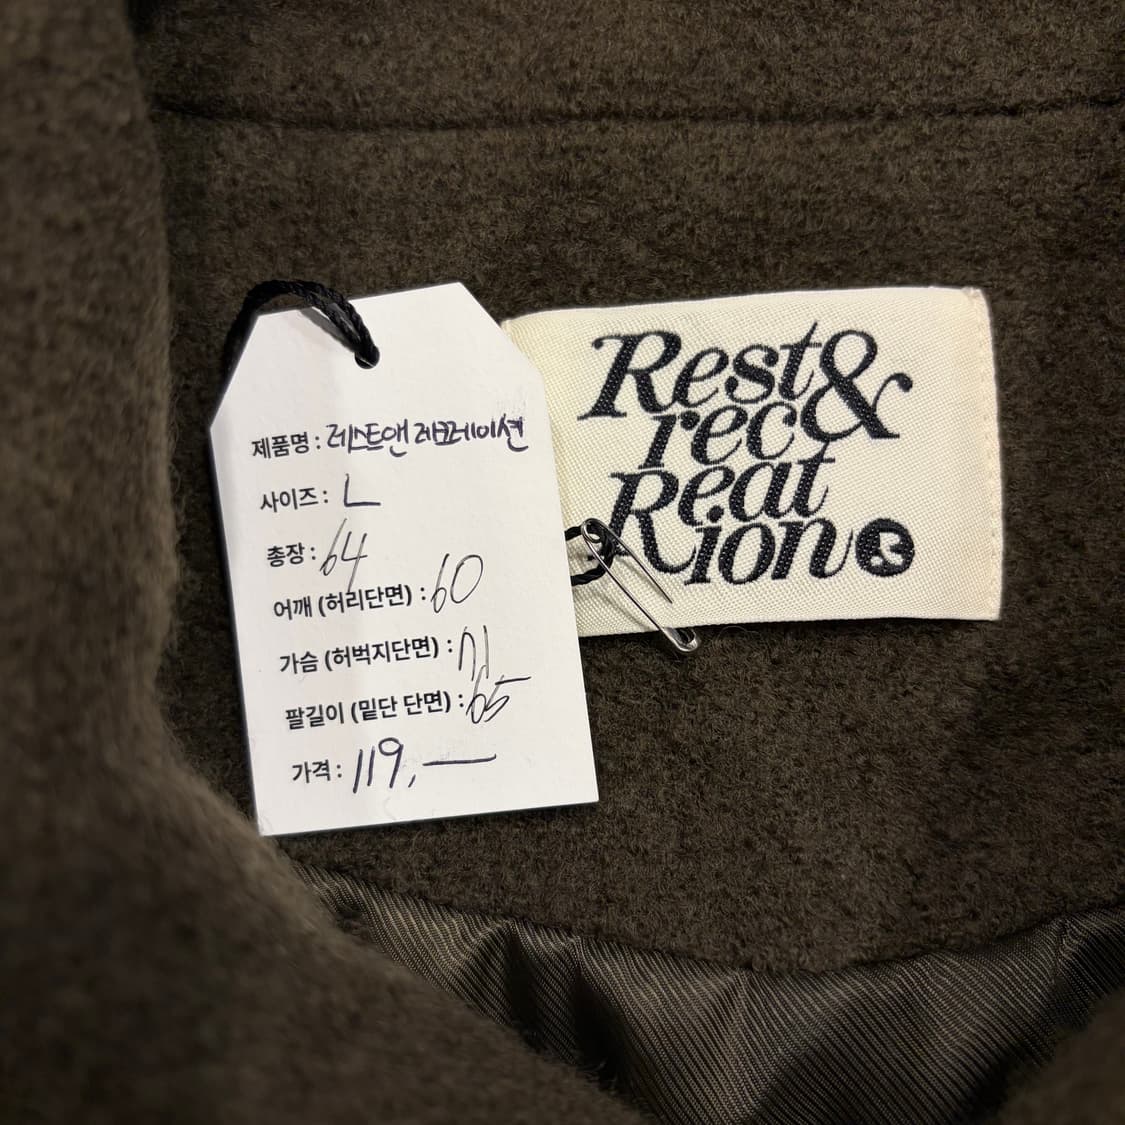 제품명 : 레스트앤 레크레이션
사이즈 : L
총장 : 64
어깨 (허리단면) : 60
가슴 (허벅지단면) : 71
팔길이 (밑단 단면) : 65
가격 : 119,—
Rest&
rec
Reat
ion